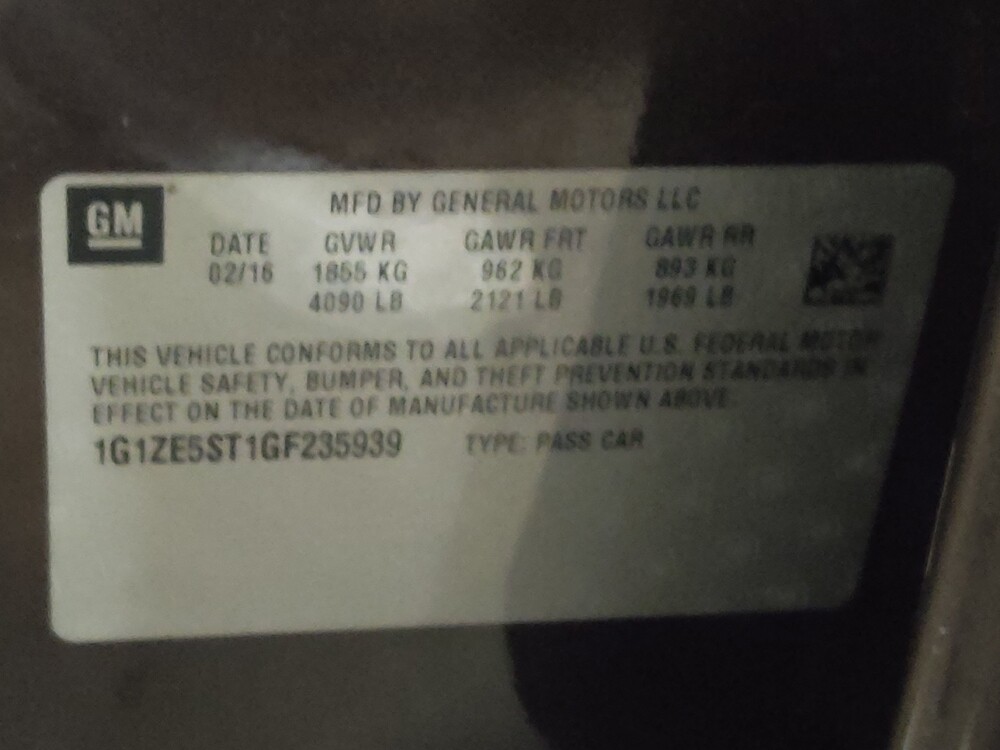 GM
MFD BY GENERAL MOTORS LLC
DATE GVWR GAWR FRT GAWR RR
02/16 1855 KG 962 KG 893 KG
4090 LB 2121 LB 1969 LB
THIS VEHICLE CONFORMS TO ALL APPLICABLE U.S. FEDERAL MOTOR
VEHICLE SAFETY, BUMPER, AND THEFT PREVENTION STANDARDS IN
EFFECT ON THE DATE OF MANUFACTURE SHOWN ABOVE.
1G1ZE5ST1GF235939 TYPE: PASS CAR